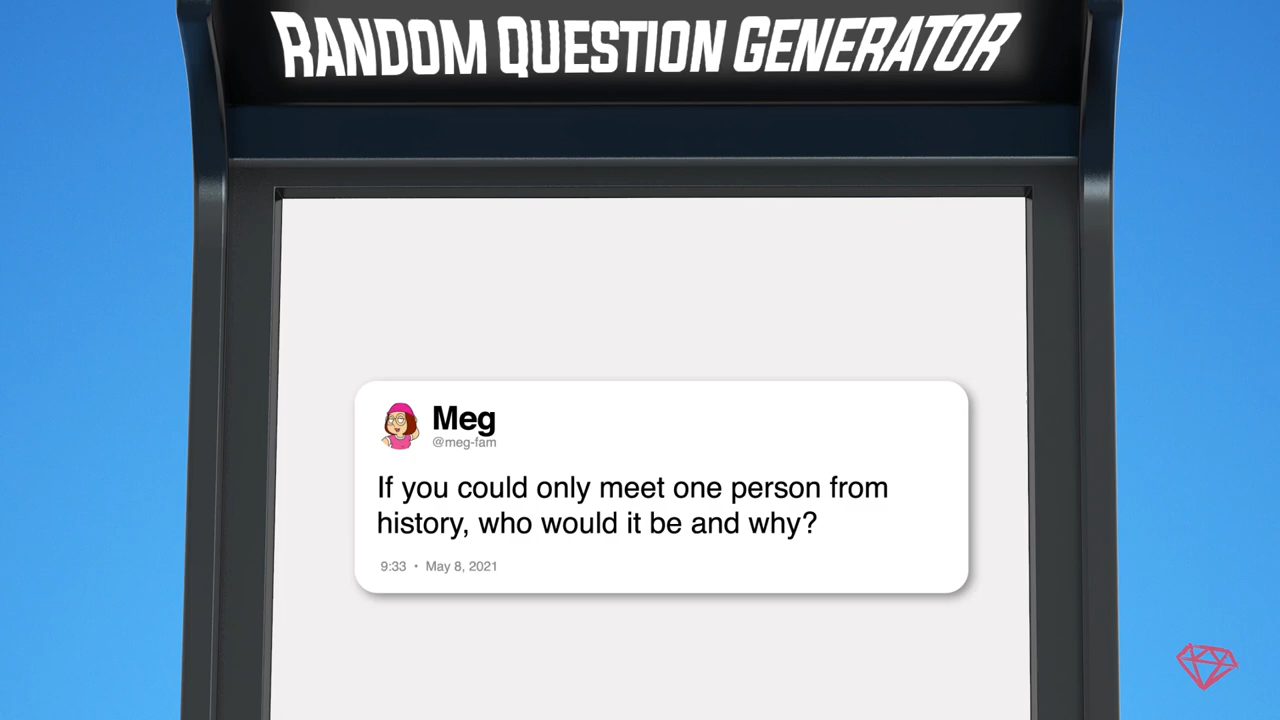 RANDOM QUESTION GENERATOR
Meg
@meg-fam
If you could only meet one person from
history, who would it be and why?
9:33 • May 8, 2021